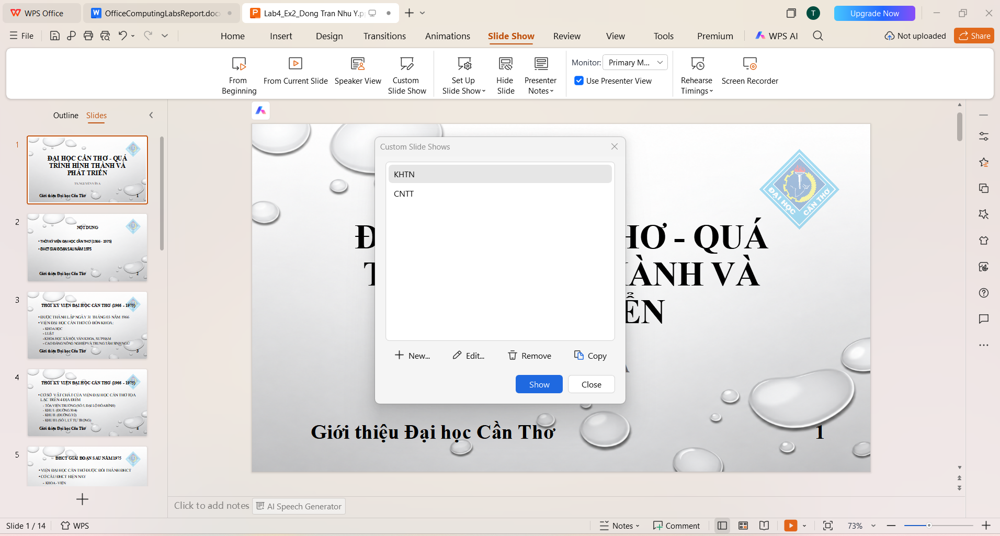 WPS Office
OfficeComputingLabsReport.docx
Lab4_Ex2_Dong Tran Nhu Y.p
T
Upgrade Now
File
Home
Insert
Design
Transitions
Animations
Slide Show
Review
View
Tools
Premium
WPS AI
Not uploaded
Share
From Beginning
From Current Slide
Speaker View
Custom Slide Show
Set Up Slide Show
Hide Slide
Presenter Notes
Monitor: Primary M...
Use Presenter View
Rehearse Timings
Screen Recorder
Outline
Slides
1
ĐẠI HỌC CẦN THƠ - QUÁ
TRÌNH HÌNH THÀNH VÀ
PHÁT TRIỂN
TS. NGUYỄN VĂN A
Giới thiệu Đại học Cần Thơ
1
2
NỘI DUNG
• THỜI KỲ VIỆN ĐẠI HỌC CẦN THƠ (1966 - 1975)
• ĐHCT GIAI ĐOẠN SAU NĂM 1975
Giới thiệu Đại học Cần Thơ
2
3
THỜI KỲ VIỆN ĐẠI HỌC CẦN THƠ (1966 - 1975)
• ĐƯỢC THÀNH LẬP NGÀY 31 THÁNG 03 NĂM 1966
• VIỆN ĐẠI HỌC CẦN THƠ CÓ BỐN KHOA:
- KHOA HỌC
- LUẬT
- KHOA HỌC XÃ HỘI, VĂN KHOA, SƯ PHẠM
- CAO ĐẲNG NÔNG NGHIỆP VÀ TRUNG TÂM SINH NGỮ
Giới thiệu Đại học Cần Thơ
3
4
THỜI KỲ VIỆN ĐẠI HỌC CẦN THƠ (1966 - 1975)
• CƠ SỞ VẬT CHẤT CỦA VIỆN ĐẠI HỌC CẦN THƠ TỌA
LẠC TRÊN 4 ĐỊA ĐIỂM
- TÒA VIỆN TRƯỞNG (SỐ 5, ĐẠI LỘ HÒA BÌNH)
- KHU I: (ĐƯỜNG 30/4)
- KHU II: (ĐƯỜNG 3/2)
- KHU III: (SỐ 1, LÝ TỰ TRỌNG)
Giới thiệu Đại học Cần Thơ
4
5
ĐHCT GIAI ĐOẠN SAU NĂM 1975
• VIỆN ĐẠI HỌC CẦN THƠ ĐƯỢC ĐỔI THÀNH ĐHCT
• CƠ CẤU ĐHCT HIỆN NAY
- KHOA - VIỆN
Custom Slide Shows
KHTN
CNTT
New...
Edit...
Remove
Copy
Show
Close
ĐẠI HỌC CẦN THƠ
Đ HƠ - QUÁ
T HÀNH VÀ
ỂN
A
Giới thiệu Đại học Cần Thơ
1
Click to add notes
AI Speech Generator
Slide 1 / 14
WPS
Notes
Comment
73%